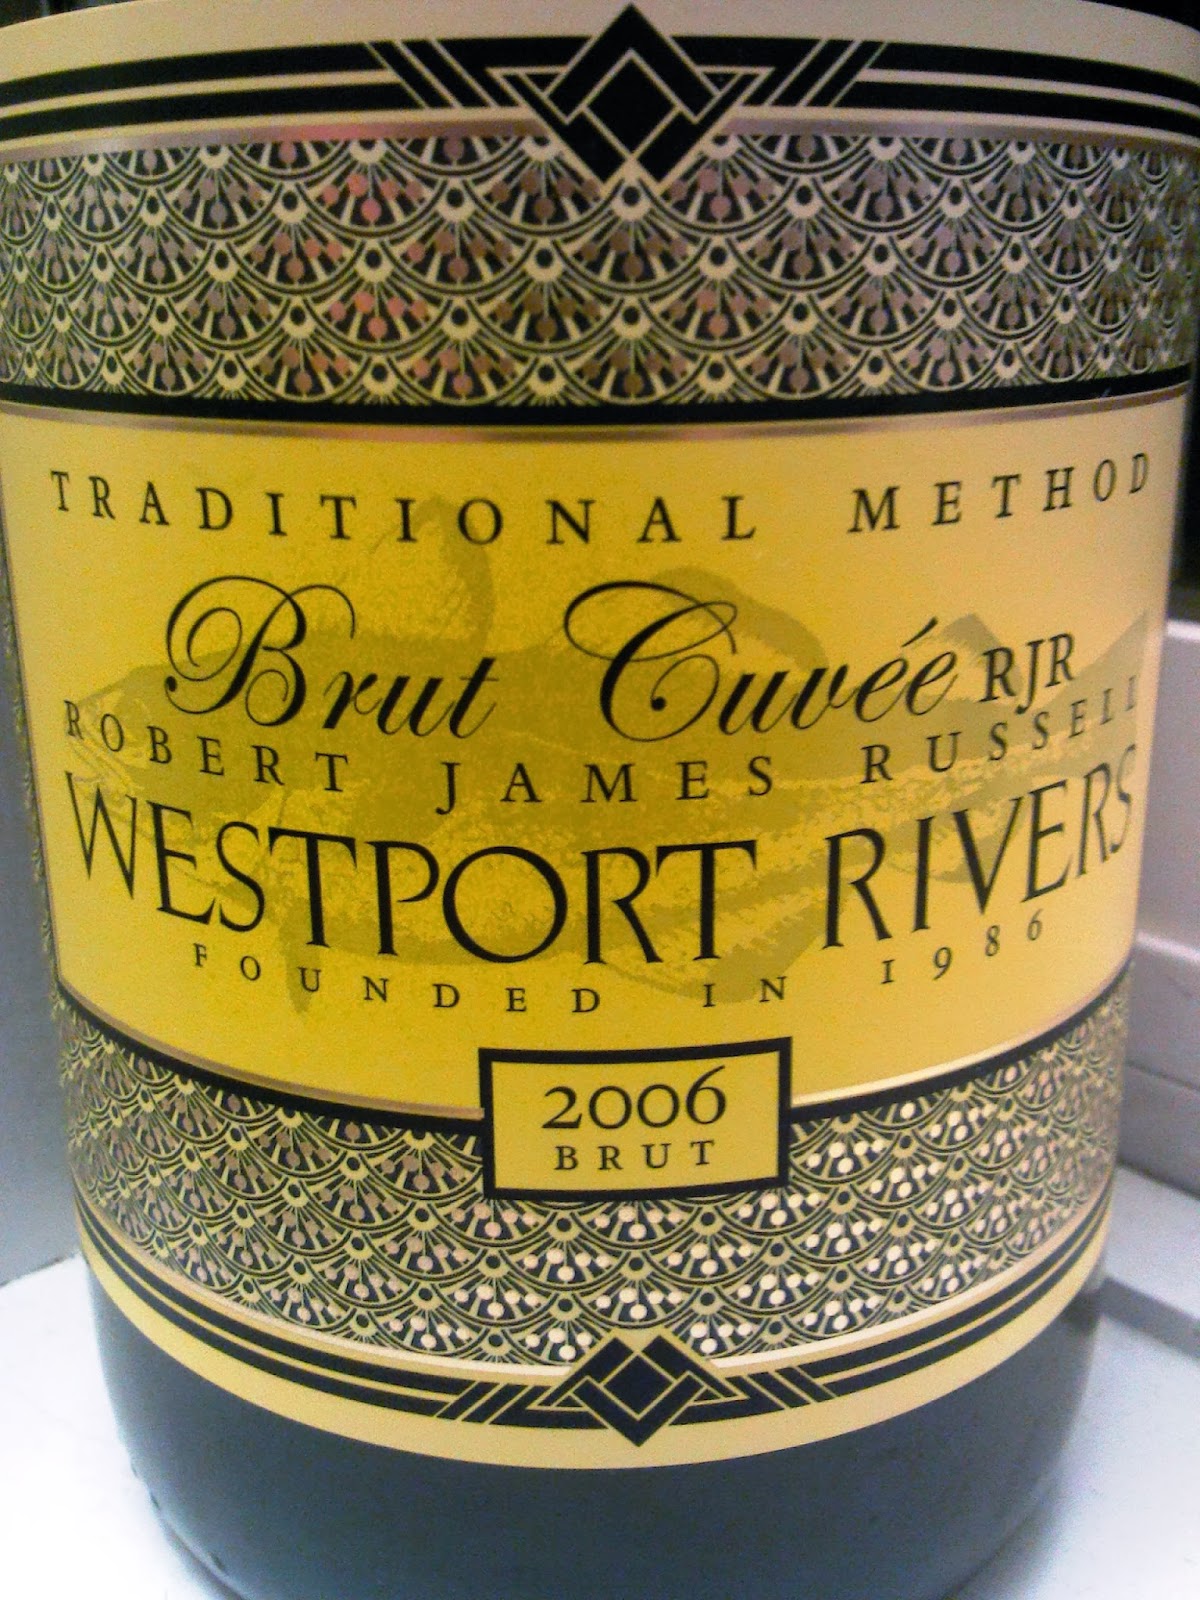 TRADITIONAL METHOD
Brut Cuvée RJR
ROBERT JAMES RUSSELL
WESTPORT RIVERS
FOUNDED IN 1986
2006
BRUT